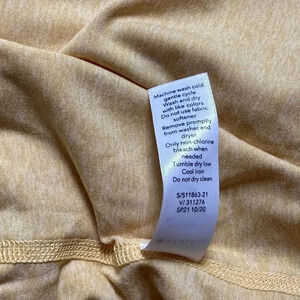 Machine wash cold
gentle cycle
Wash and dry
with like colors
Do not use fabric
softener
Remove promptly
from washer and
dryer
Only non chlorine
bleach when
needed
Tumble dry low
Cool iron
Do not dry clean
S/S11863-21
V/311276
SP21 10/20